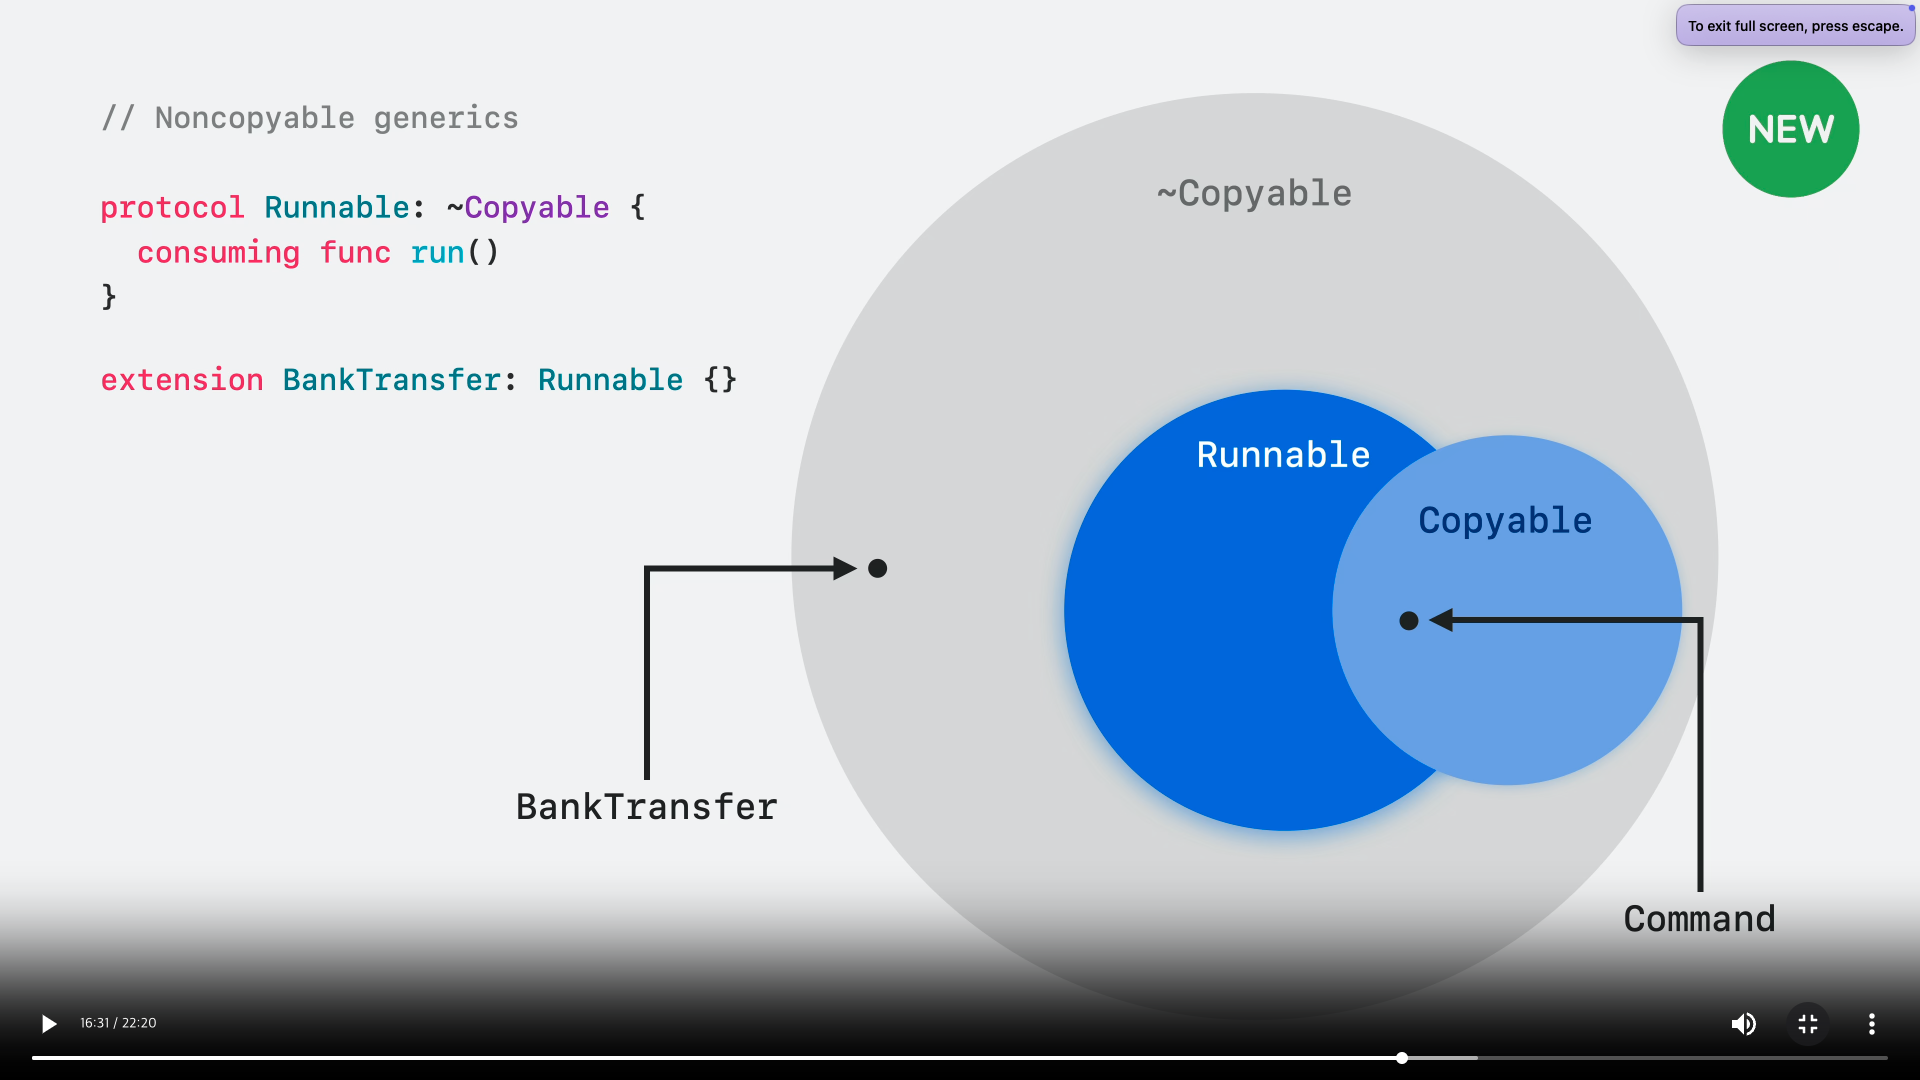 To exit full screen, press escape.
NEW
// Noncopyable generics
protocol Runnable: ~Copyable {
  consuming func run()
}
extension BankTransfer: Runnable {}
~Copyable
Runnable
Copyable
BankTransfer
Command
16:31 / 22:20